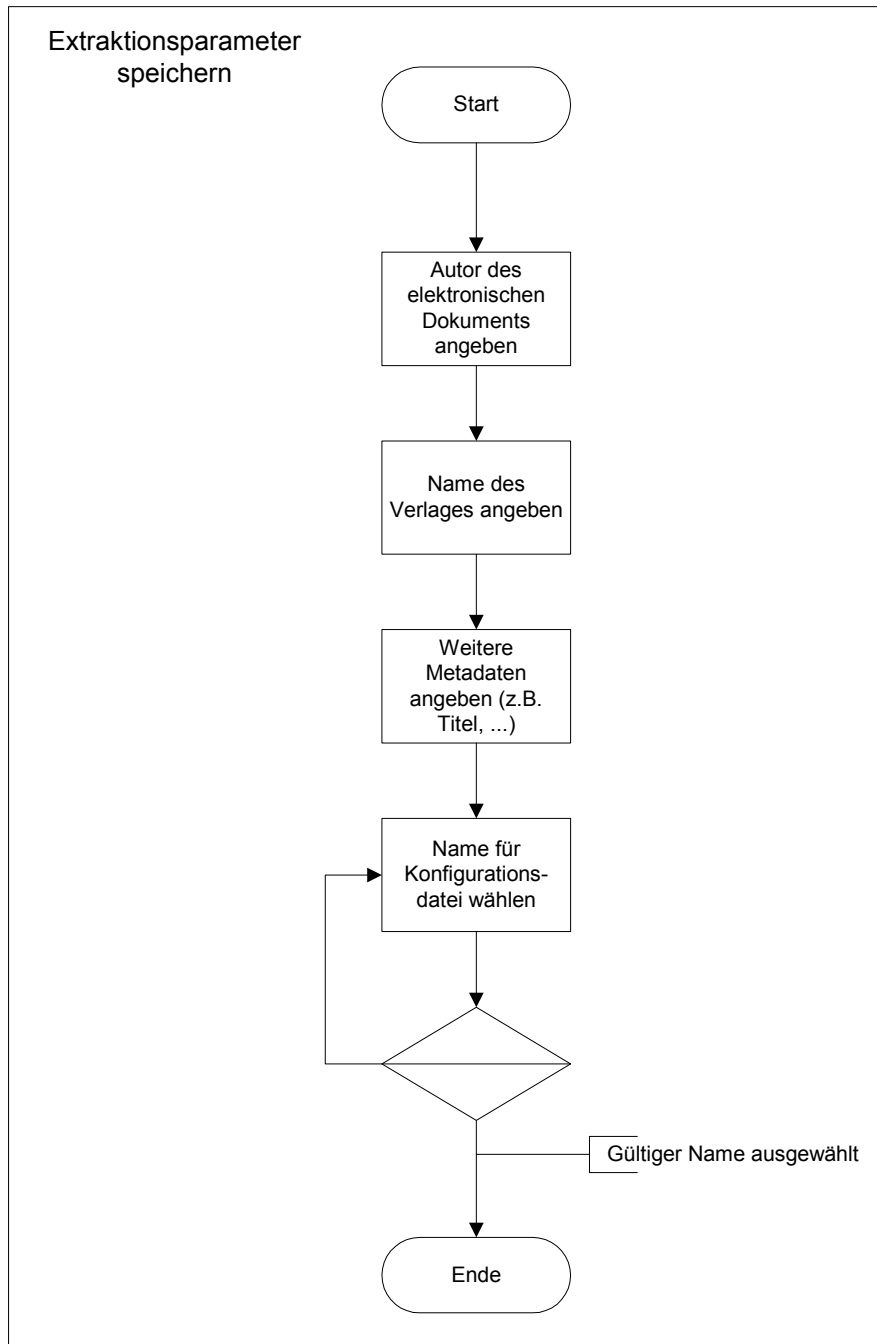 Extraktionsparameter
speichern
Start
Autor des
elektronischen
Dokuments
angeben
Name des
Verlages angeben
Weitere
Metadaten
angeben (z.B.
Titel, ...)
Name für
Konfigurations-
datei wählen
Gültiger Name ausgewählt
Ende